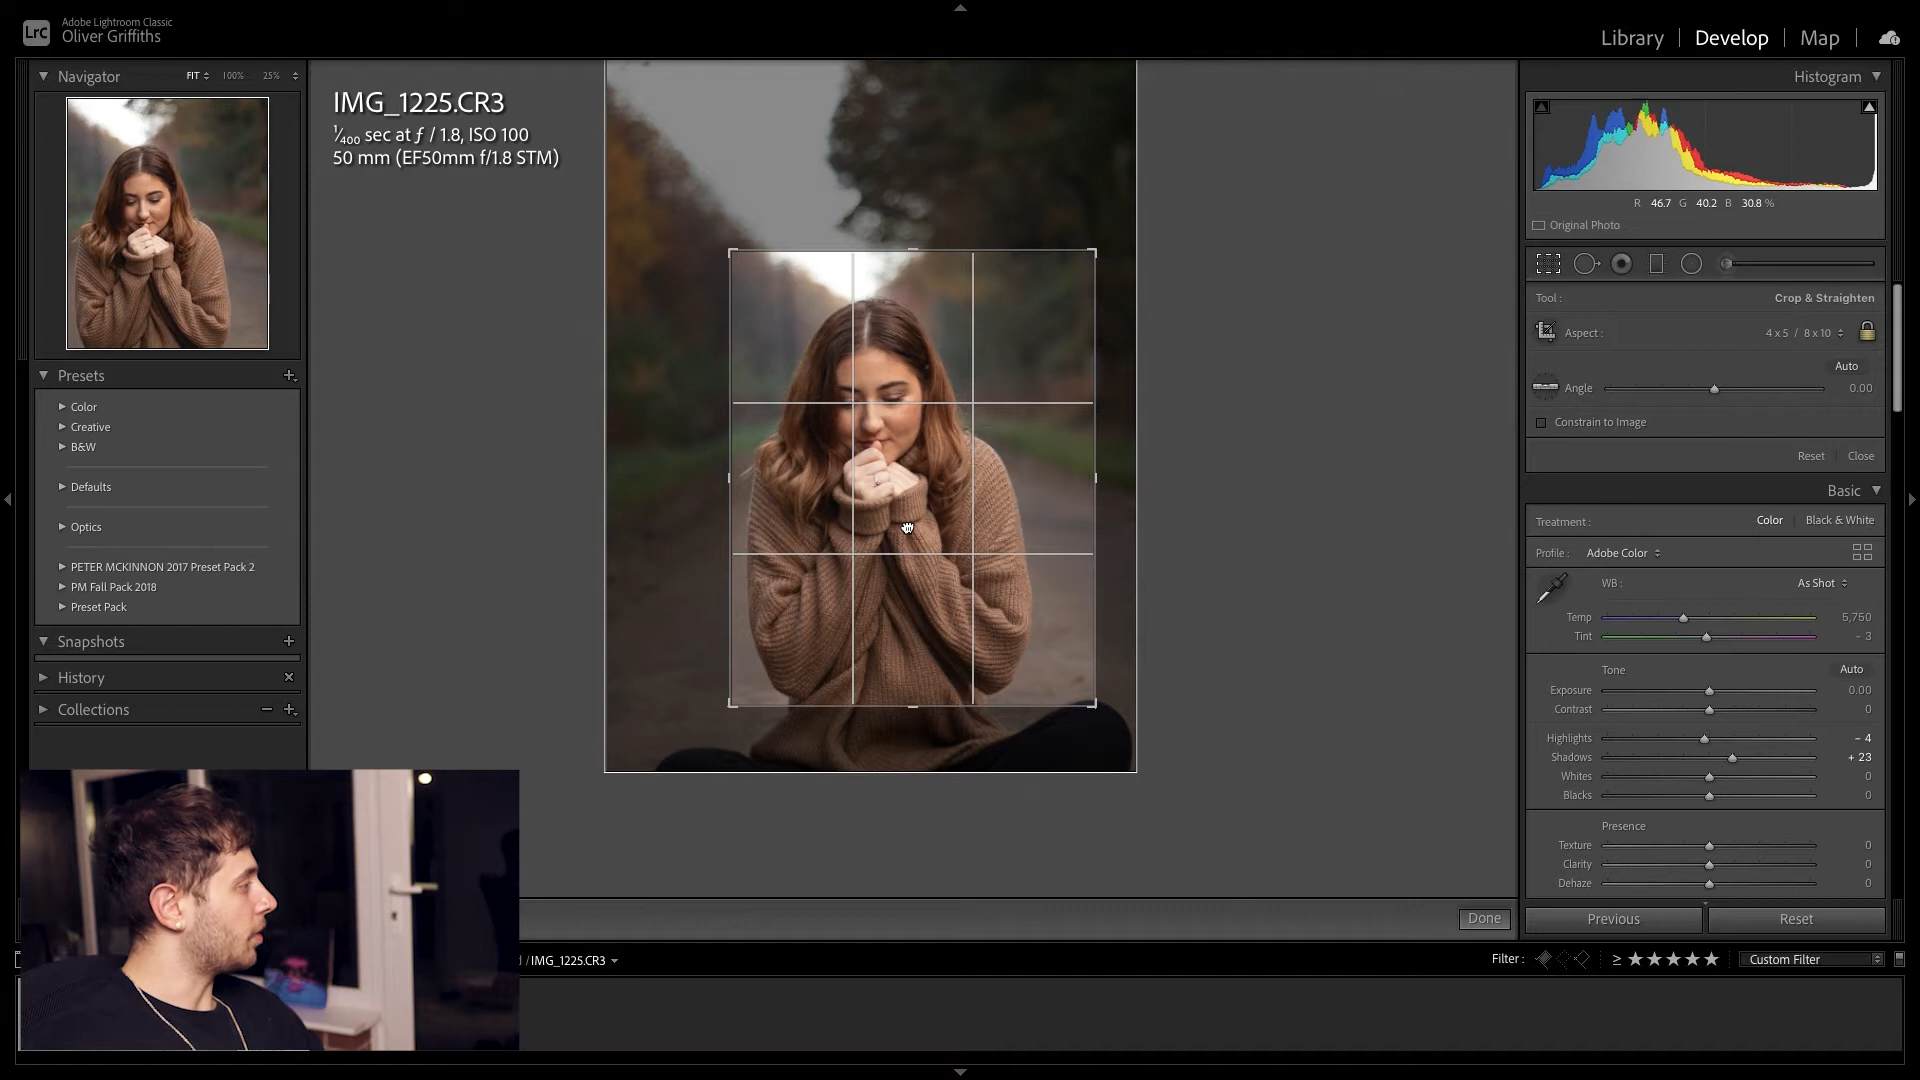 LrC
Adobe Lightroom Classic
Oliver Griffiths
Library
Develop
Map
Navigator
FIT
100%
25%
IMG_1225.CR3
1/400 sec at ƒ / 1.8, ISO 100
50 mm (EF50mm f/1.8 STM)
Presets
Color
Creative
B&W
Defaults
Optics
PETER MCKINNON 2017 Preset Pack 2
PM Fall Pack 2018
Preset Pack
Snapshots
History
Collections
Histogram
R 46.7 G 40.2 B 30.8 %
Original Photo
Tool : Crop & Straighten
Aspect : 4 x 5 / 8 x 10
Auto
Angle 0.00
Constrain to Image
Reset Close
Basic
Treatment : Color Black & White
Profile : Adobe Color
WB : As Shot
Temp 5,750
Tint - 3
Tone Auto
Exposure 0.00
Contrast 0
Highlights - 4
Shadows + 23
Whites 0
Blacks 0
Presence
Texture 0
Clarity 0
Dehaze 0
Done
Previous
Reset
/ IMG_1225.CR3
Filter : ≥ ★★★★★ Custom Filter